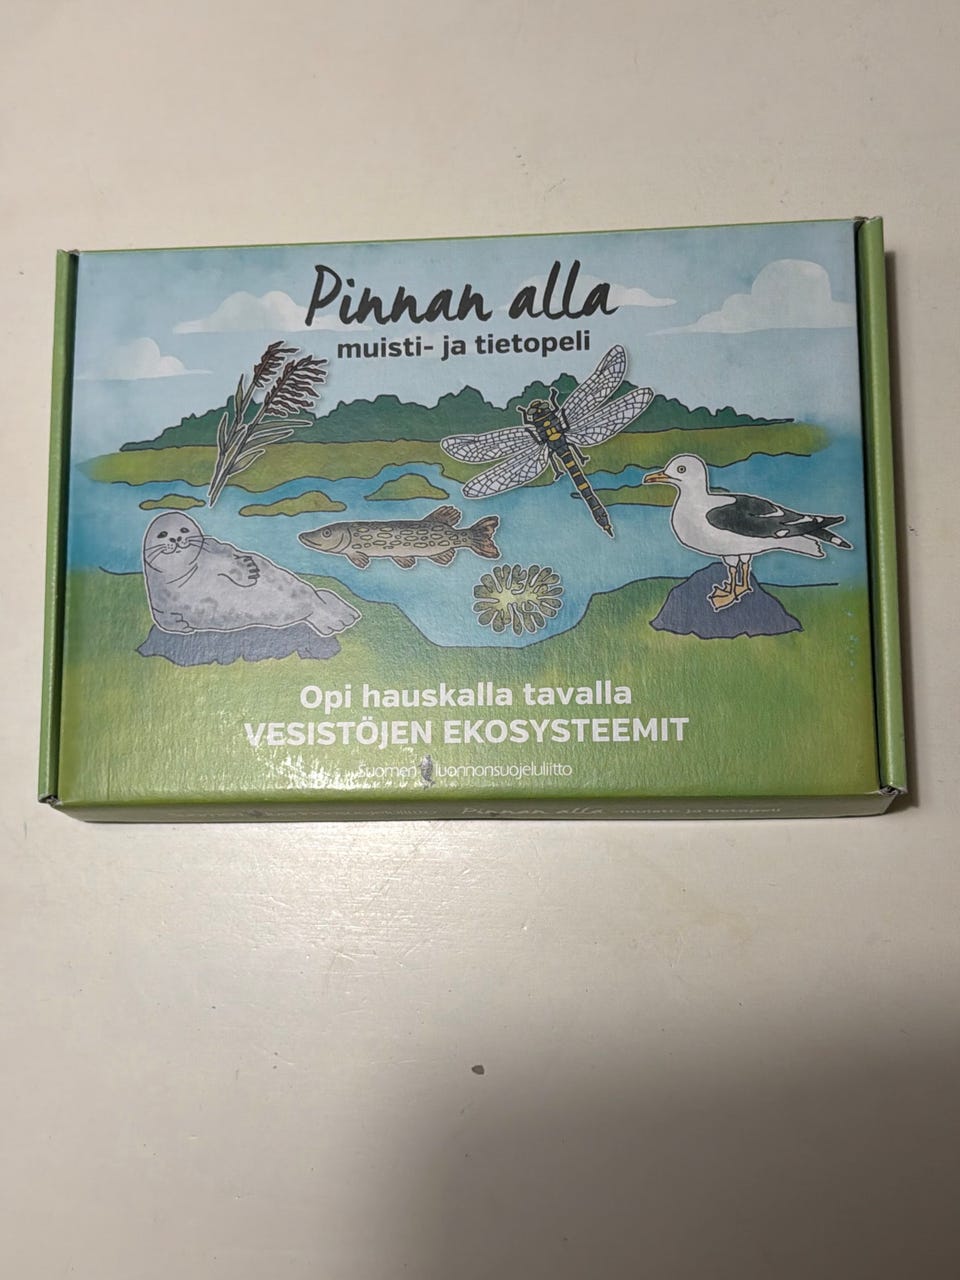 Pinnan alla
muisti- ja tietopeli
Opi hauskalla tavalla
VESISTÖJEN EKOSYSTEEMIT
Suomen luonnonsuojeluliitto
Pinnan alla muisti- ja tietopeli